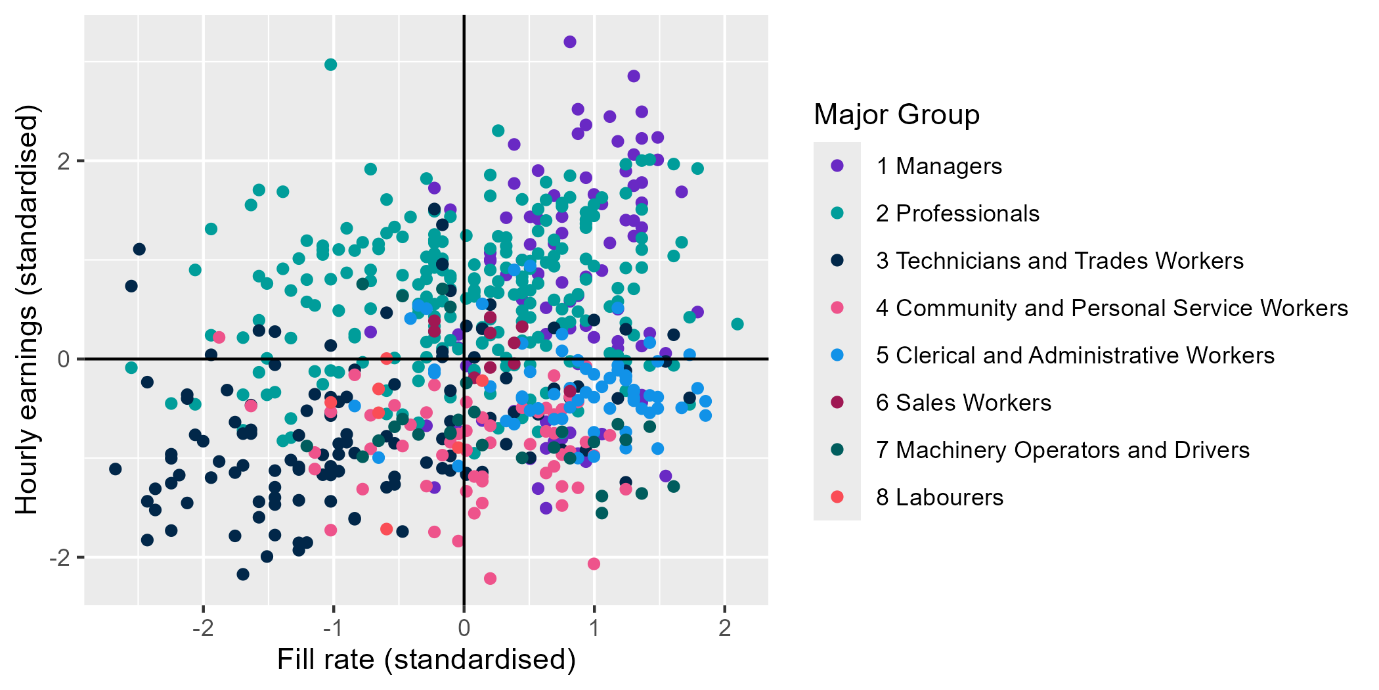 Hourly earnings (standardised)
2
0
-2
-2
-1
0
1
2
Fill rate (standardised)
Major Group
1 Managers
2 Professionals
3 Technicians and Trades Workers
4 Community and Personal Service Workers
5 Clerical and Administrative Workers
6 Sales Workers
7 Machinery Operators and Drivers
8 Labourers